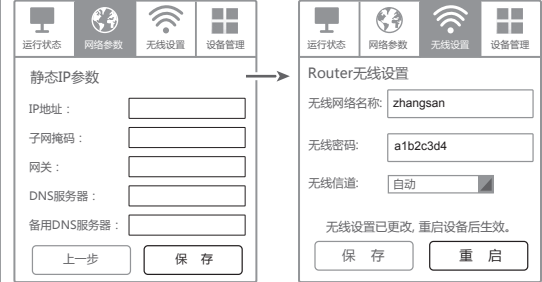 运行状态 网络参数 无线设置 设备管理
静态IP参数
IP地址：
子网掩码：
网关：
DNS服务器：
备用DNS服务器：
上一步 保 存
运行状态 网络参数 无线设置 设备管理
Router无线设置
无线网络名称: zhangsan
无线密码: a1b2c3d4
无线信道: 自动
无线设置已更改, 重启设备后生效。
保 存 重 启